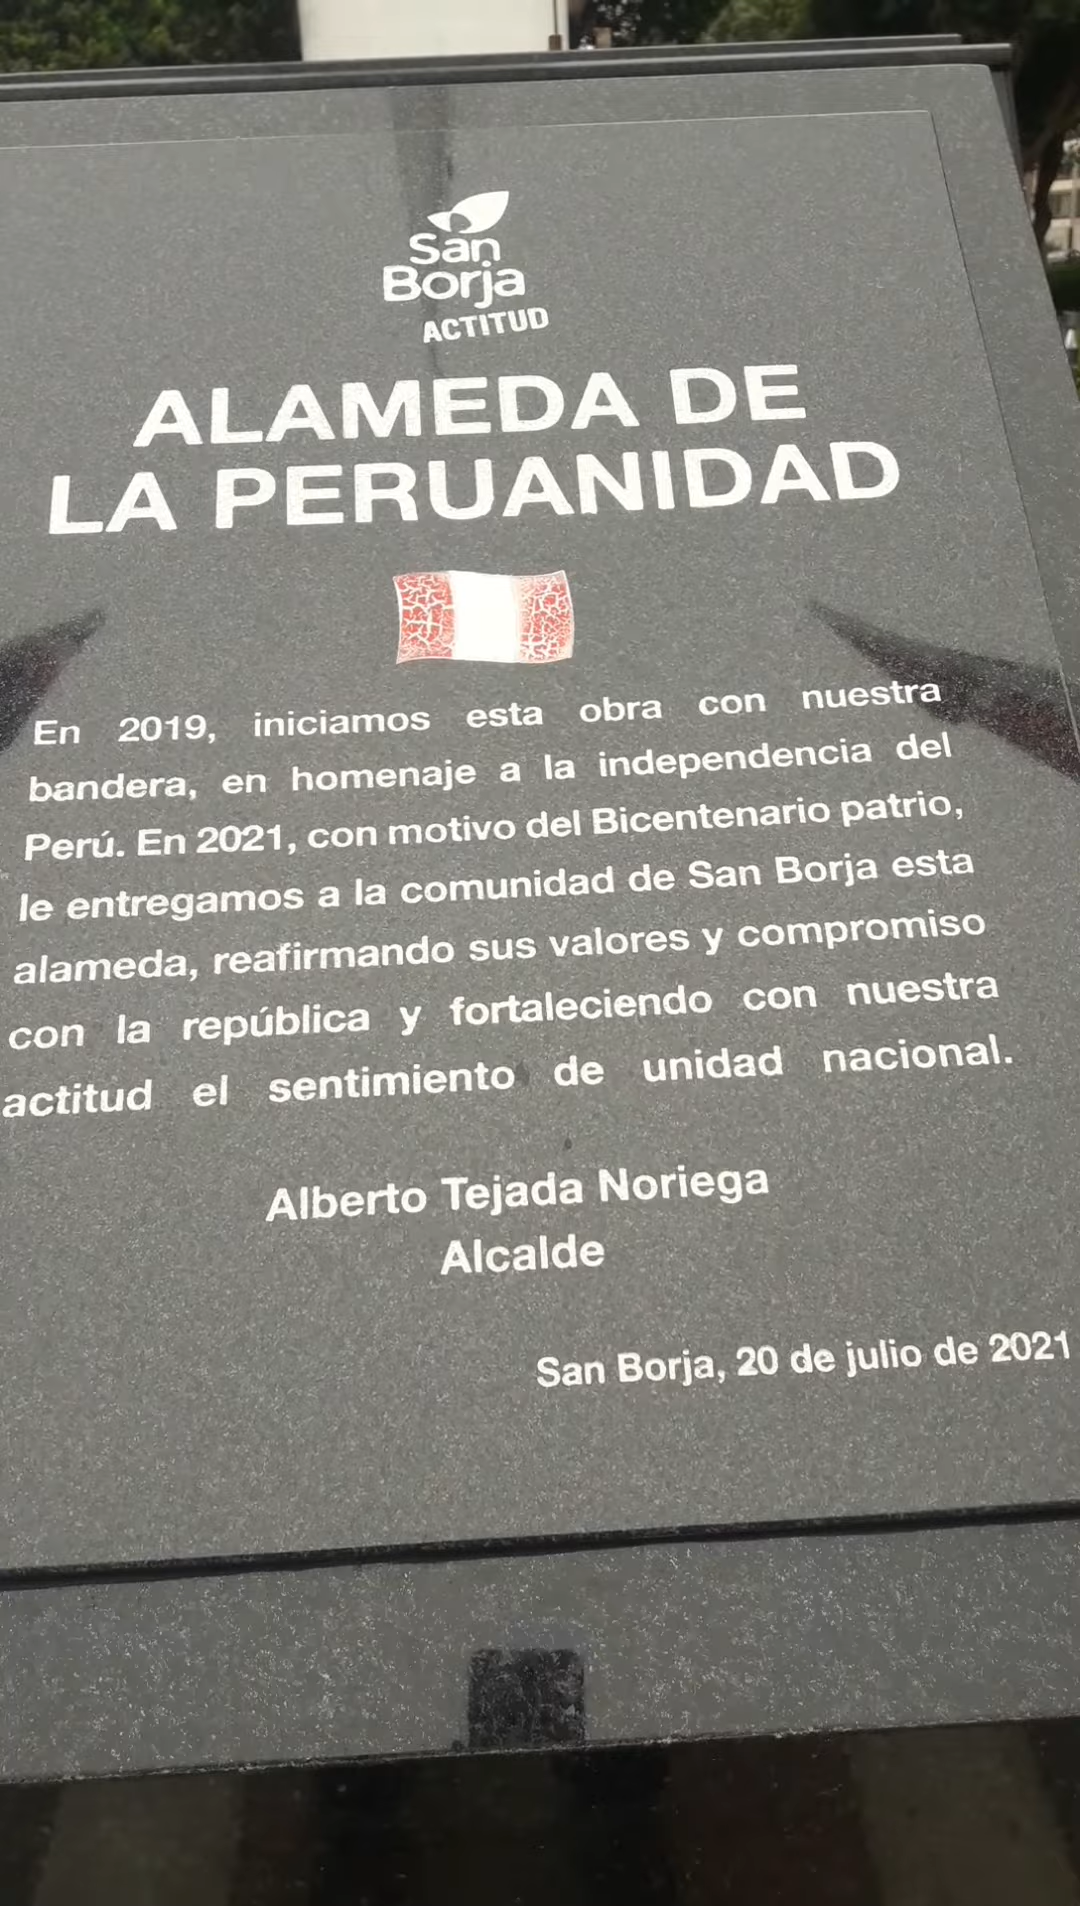 San
Borja
ACTITUD
ALAMEDA DE
LA PERUANIDAD
En 2019, iniciamos esta obra con nuestra
bandera, en homenaje a la independencia del
Perú. En 2021, con motivo del Bicentenario patrio,
le entregamos a la comunidad de San Borja esta
alameda, reafirmando sus valores y compromiso
con la república y fortaleciendo con nuestra
actitud el sentimiento de unidad nacional.
Alberto Tejada Noriega
Alcalde
San Borja, 20 de julio de 2021